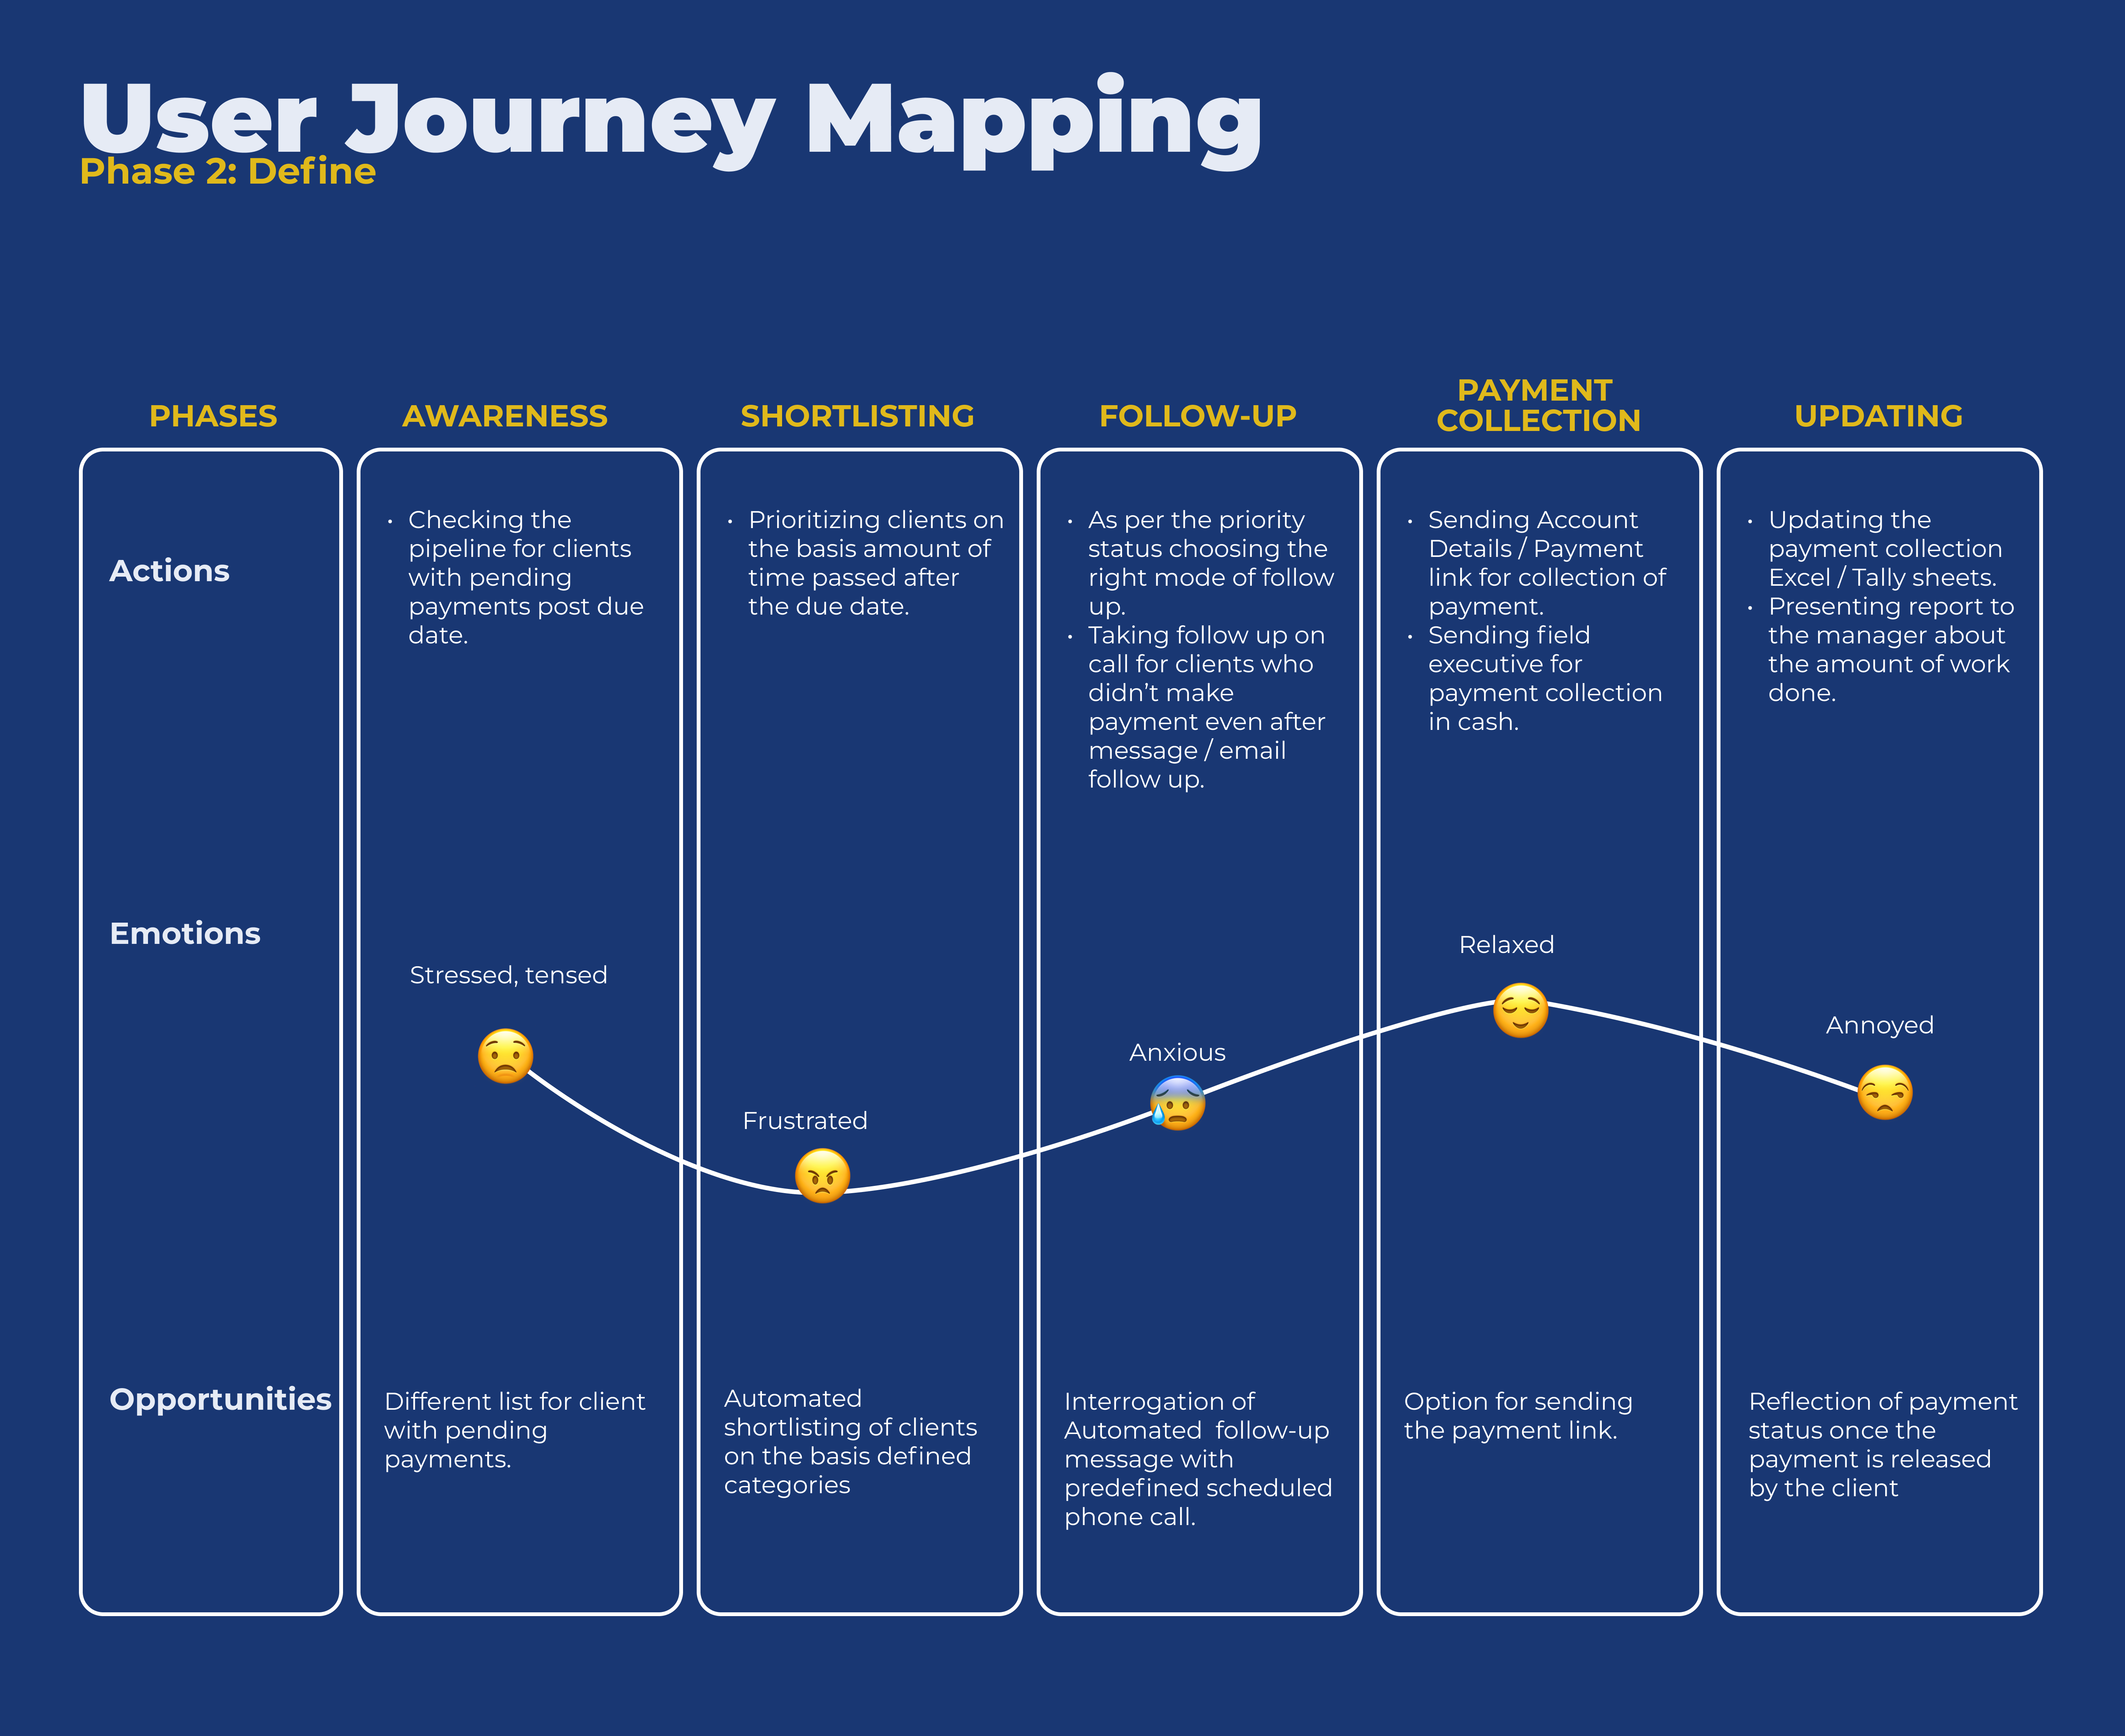 User Journey Mapping
Phase 2: Define
PHASES
AWARENESS
SHORTLISTING
FOLLOW-UP
PAYMENT
COLLECTION
UPDATING
Actions
• Checking the
pipeline for clients
with pending
payments post due
date.
• Prioritizing clients on
the basis amount of
time passed after
the due date.
• As per the priority
status choosing the
right mode of follow
up.
• Taking follow up on
call for clients who
didn’t make
payment even after
message / email
follow up.
• Sending Account
Details / Payment
link for collection of
payment.
• Sending field
executive for
payment collection
in cash.
• Updating the
payment collection
Excel / Tally sheets.
• Presenting report to
the manager about
the amount of work
done.
Emotions
Stressed, tensed
Frustrated
Anxious
Relaxed
Annoyed
Opportunities
Different list for client
with pending
payments.
Automated
shortlisting of clients
on the basis defined
categories
Interrogation of
Automated  follow-up
message with
predefined scheduled
phone call.
Option for sending
the payment link.
Reflection of payment
status once the
payment is released
by the client